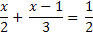 x/2 + (x − 1)/3 = 1/2